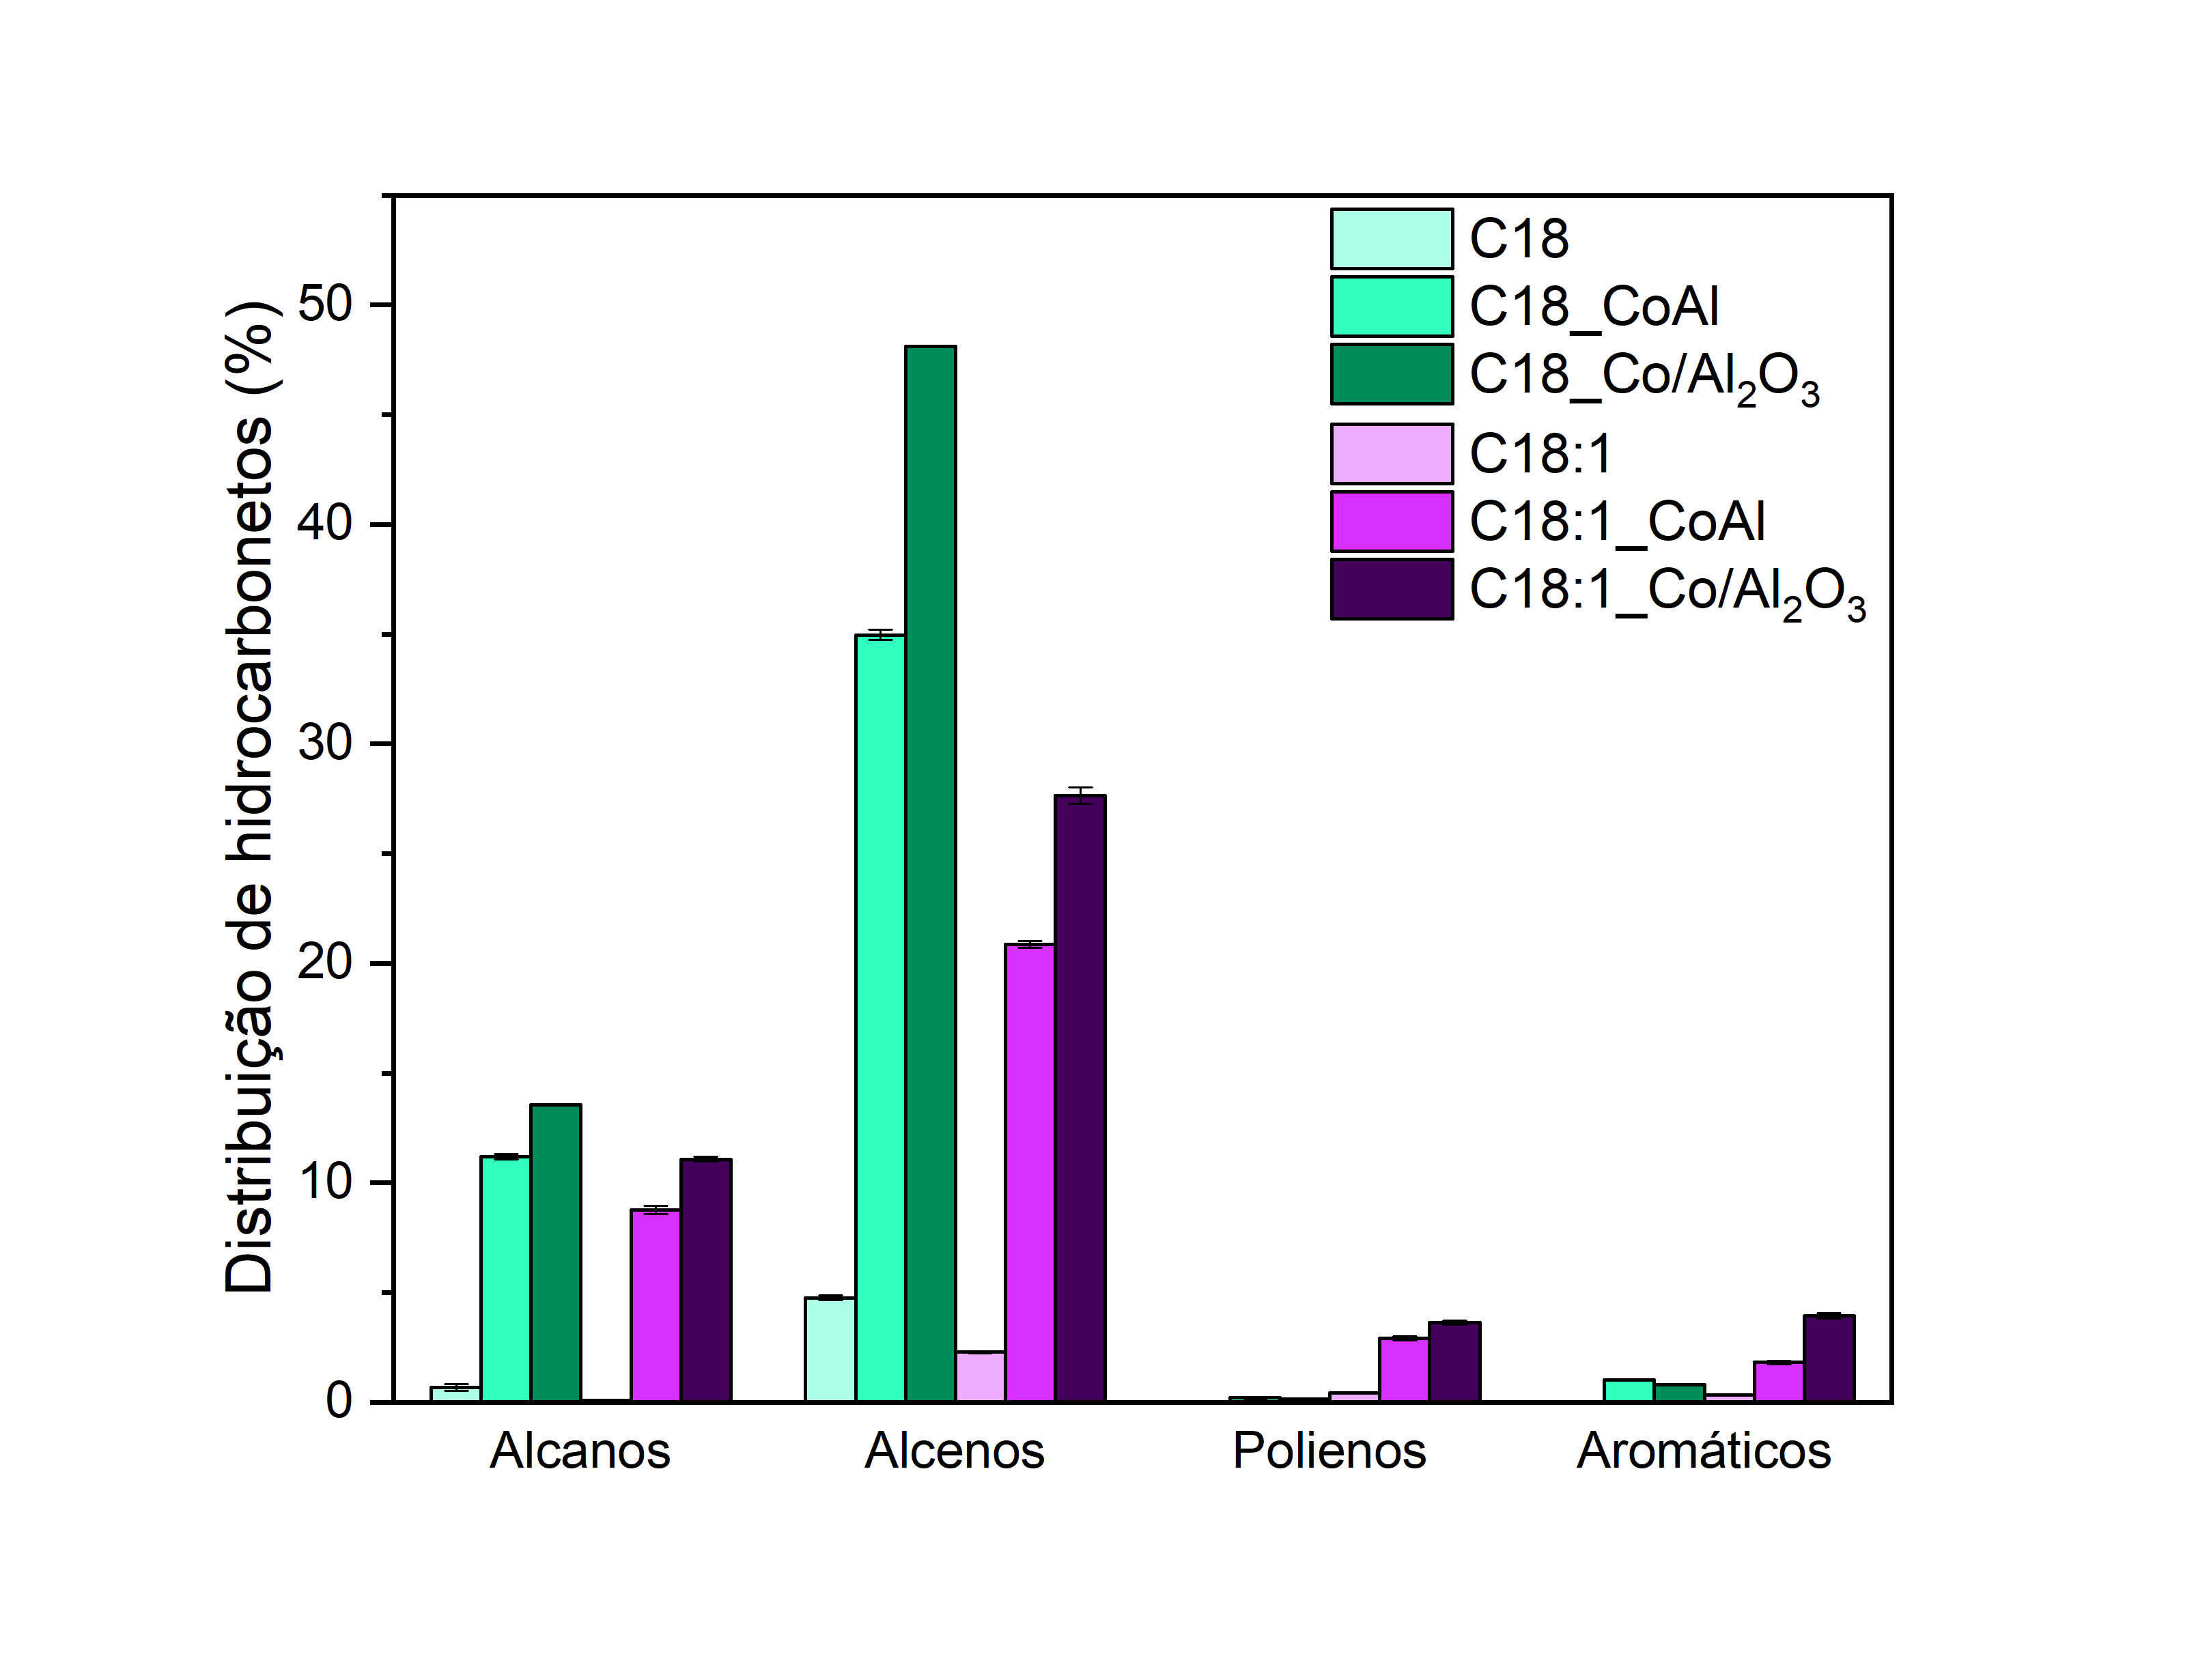 Distribuição de hidrocarbonetos (%)
50
40
30
20
10
0
C18
C18_CoAl
C18_Co/Al₂O₃
C18:1
C18:1_CoAl
C18:1_Co/Al₂O₃
Alcanos
Alcenos
Polienos
Aromáticos